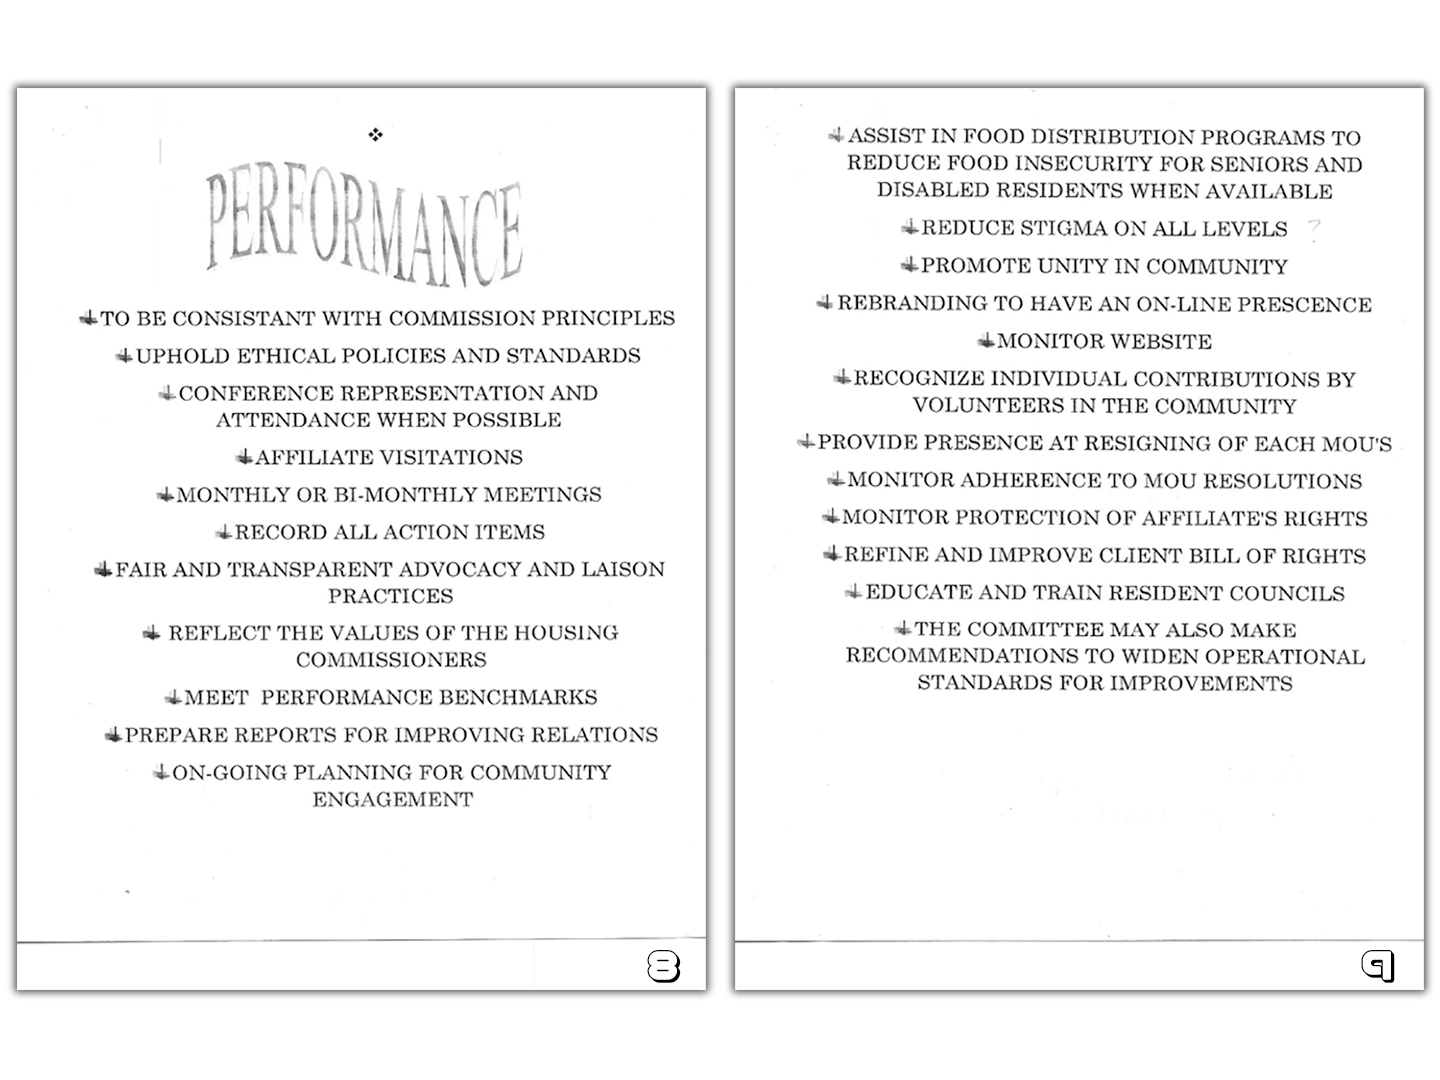 PERFORMANCE
TO BE CONSISTANT WITH COMMISSION PRINCIPLES
UPHOLD ETHICAL POLICIES AND STANDARDS
CONFERENCE REPRESENTATION AND
ATTENDANCE WHEN POSSIBLE
AFFILIATE VISITATIONS
MONTHLY OR BI-MONTHLY MEETINGS
RECORD ALL ACTION ITEMS
FAIR AND TRANSPARENT ADVOCACY AND LAISON
PRACTICES
REFLECT THE VALUES OF THE HOUSING
COMMISSIONERS
MEET PERFORMANCE BENCHMARKS
PREPARE REPORTS FOR IMPROVING RELATIONS
ON-GOING PLANNING FOR COMMUNITY
ENGAGEMENT
8
ASSIST IN FOOD DISTRIBUTION PROGRAMS TO
REDUCE FOOD INSECURITY FOR SENIORS AND
DISABLED RESIDENTS WHEN AVAILABLE
REDUCE STIGMA ON ALL LEVELS ?
PROMOTE UNITY IN COMMUNITY
REBRANDING TO HAVE AN ON-LINE PRESCENCE
MONITOR WEBSITE
RECOGNIZE INDIVIDUAL CONTRIBUTIONS BY
VOLUNTEERS IN THE COMMUNITY
PROVIDE PRESENCE AT RESIGNING OF EACH MOU'S
MONITOR ADHERENCE TO MOU RESOLUTIONS
MONITOR PROTECTION OF AFFILIATE'S RIGHTS
REFINE AND IMPROVE CLIENT BILL OF RIGHTS
EDUCATE AND TRAIN RESIDENT COUNCILS
THE COMMITTEE MAY ALSO MAKE
RECOMMENDATIONS TO WIDEN OPERATIONAL
STANDARDS FOR IMPROVEMENTS
9